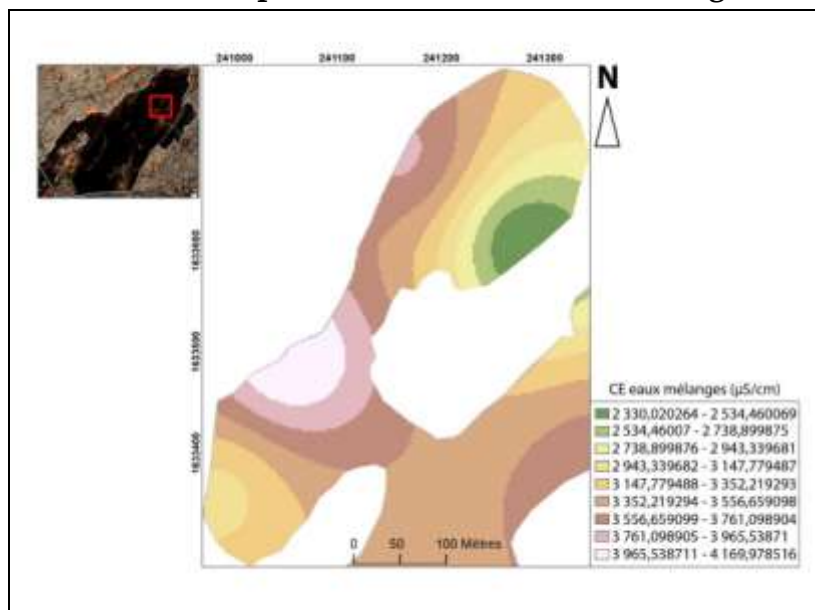 241000 241100 241200 241300
N
1633600
1633500
1633400
0 50 100 Mètres
CE eaux mélanges (µS/cm)
2 330,020264 - 2 534,460069
2 534,46007 - 2 738,899875
2 738,899876 - 2 943,339681
2 943,339682 - 3 147,779487
3 147,779488 - 3 352,219293
3 352,219294 - 3 556,659098
3 556,659099 - 3 761,098904
3 761,098905 - 3 965,53871
3 965,538711 - 4 169,978516